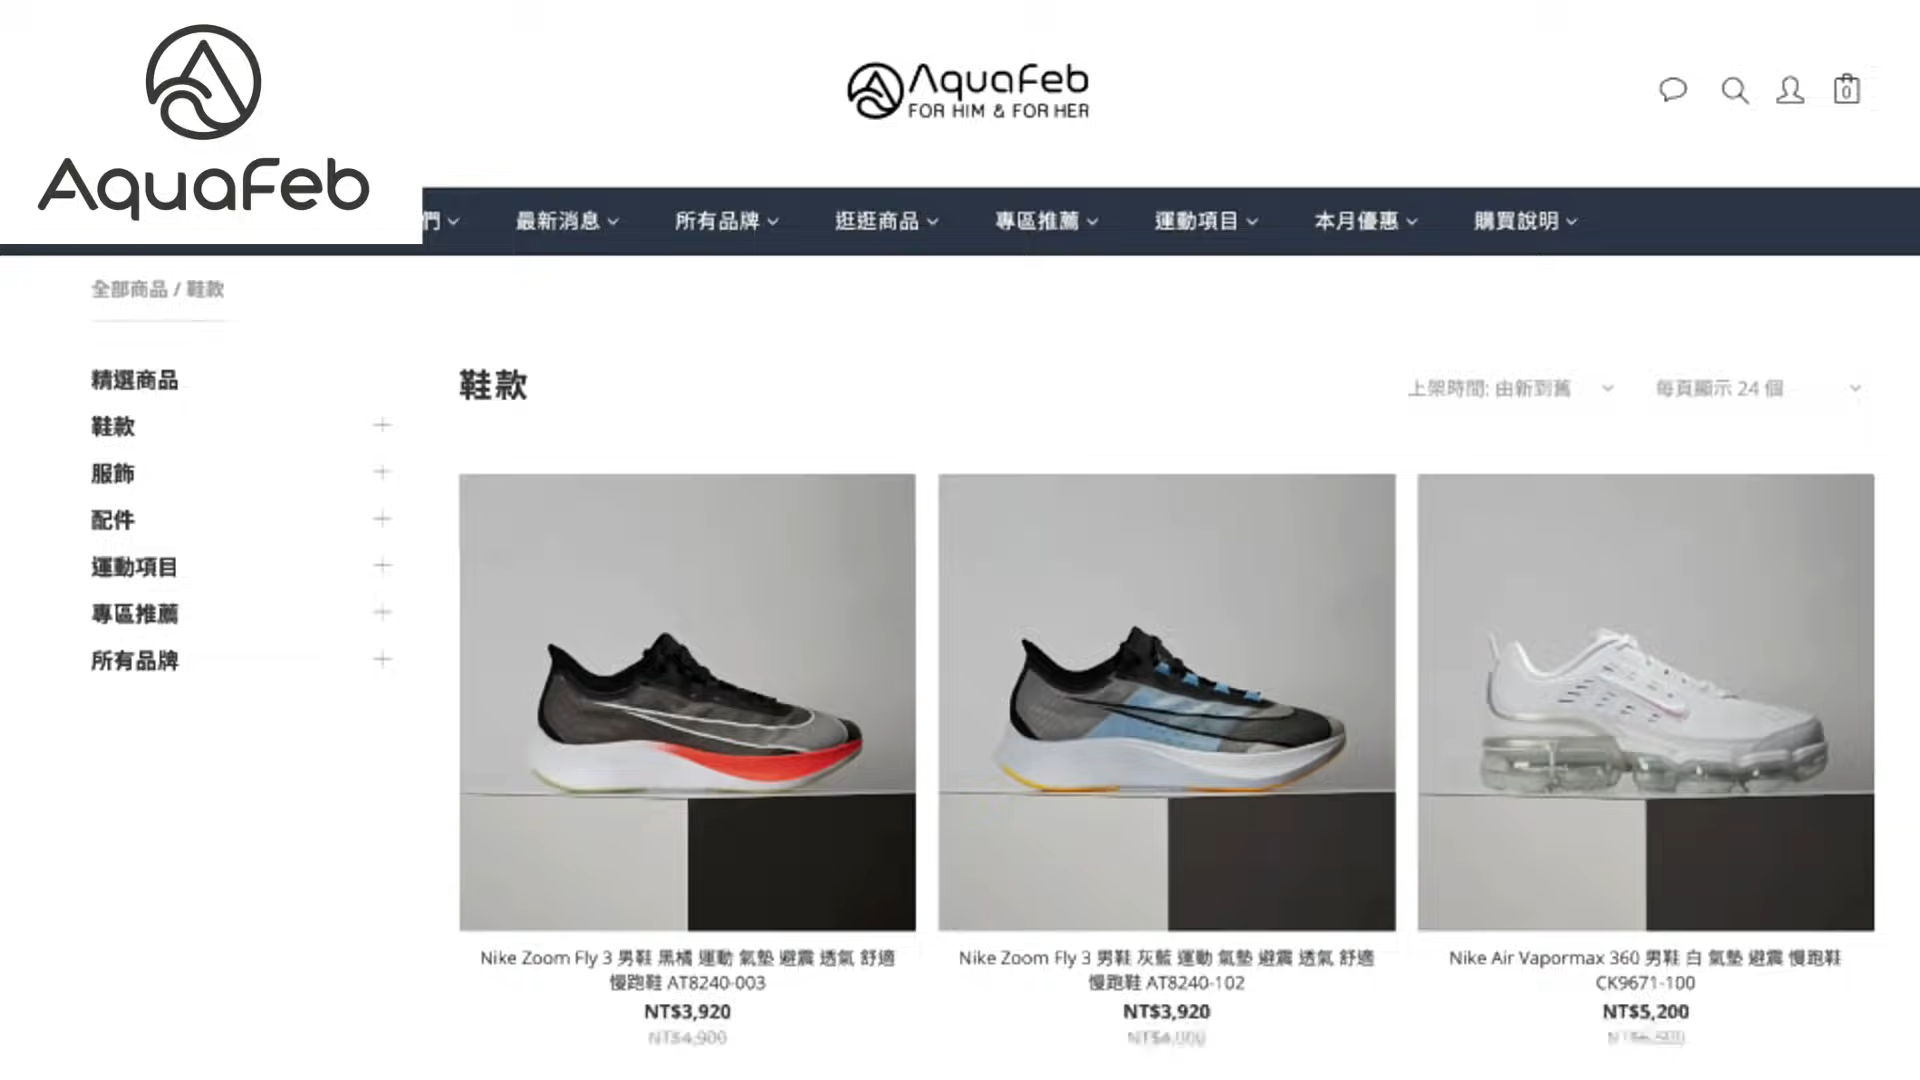 AquaFeb
AquaFeb
FOR HIM & FOR HER
0
們 最新消息 所有品牌 逛逛商品 專區推薦 運動項目 本月優惠 購買說明
全部商品 / 鞋款
精選商品
鞋款
服飾
配件
運動項目
專區推薦
所有品牌
鞋款
上架時間: 由新到舊 每頁顯示 24 個
Nike Zoom Fly 3 男鞋 黑橘 運動 氣墊 避震 透氣 舒適
慢跑鞋 AT8240-003
NT$3,920
NT$4,900
Nike Zoom Fly 3 男鞋 灰藍 運動 氣墊 避震 透氣 舒適
慢跑鞋 AT8240-102
NT$3,920
Nike Air Vapormax 360 男鞋 白 氣墊 避震 慢跑鞋
CK9671-100
NT$5,200